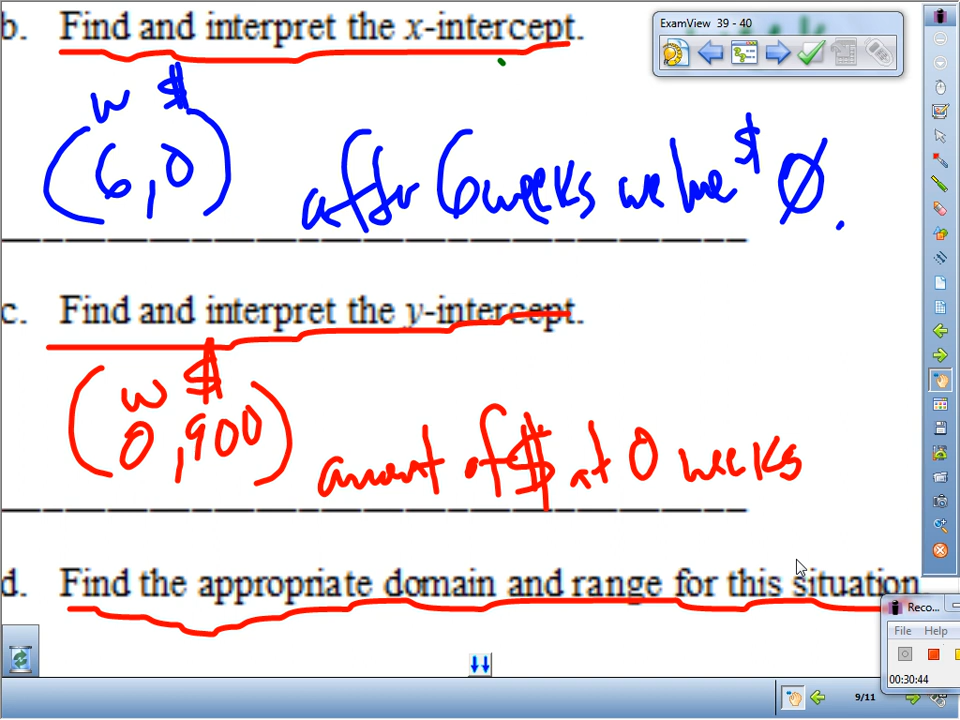 b. Find and interpret the x-intercept.
ExamView 39 - 40
w $
(6, 0) after 6 weeks we have $ 0.
c. Find and interpret the y-intercept.
w $
(0, 900) amount of $ at 0 weeks
d. Find the appropriate domain and range for this situation
Reco...
File Help
00:30:44
9/11